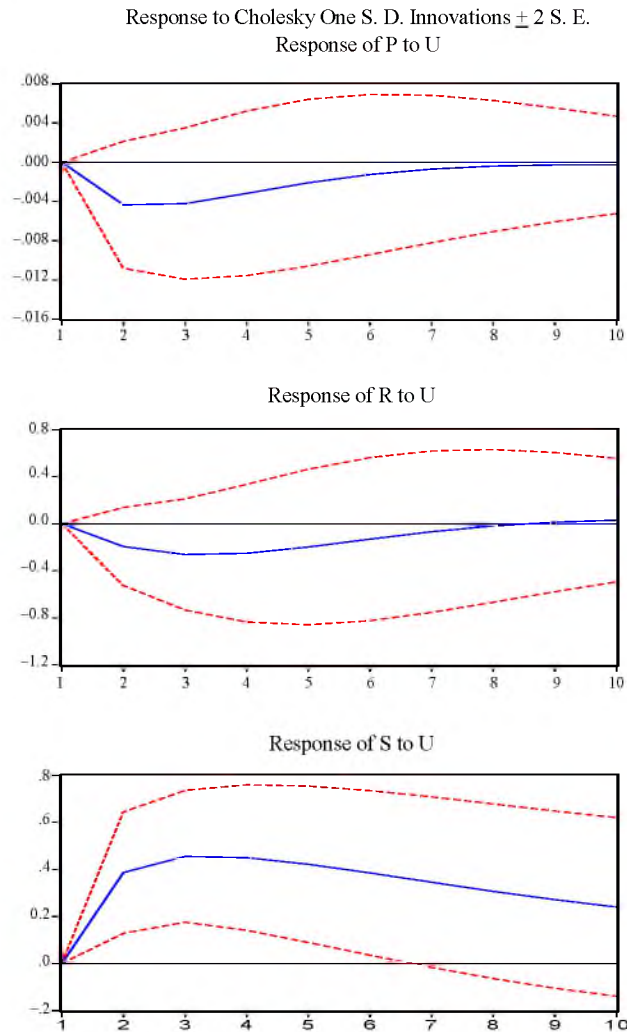 Response to Cholesky One S. D. Innovations ± 2 S. E.
Response of P to U
.008
.004
.000
–.004
–.008
–.012
–.016
1 2 3 4 5 6 7 8 9 10
Response of R to U
0.8
0.4
0.0
–0.4
–0.8
–1.2
1 2 3 4 5 6 7 8 9 10
Response of S to U
.8
.6
.4
0.2
.0
–.2
1 2 3 4 5 6 7 8 9 10